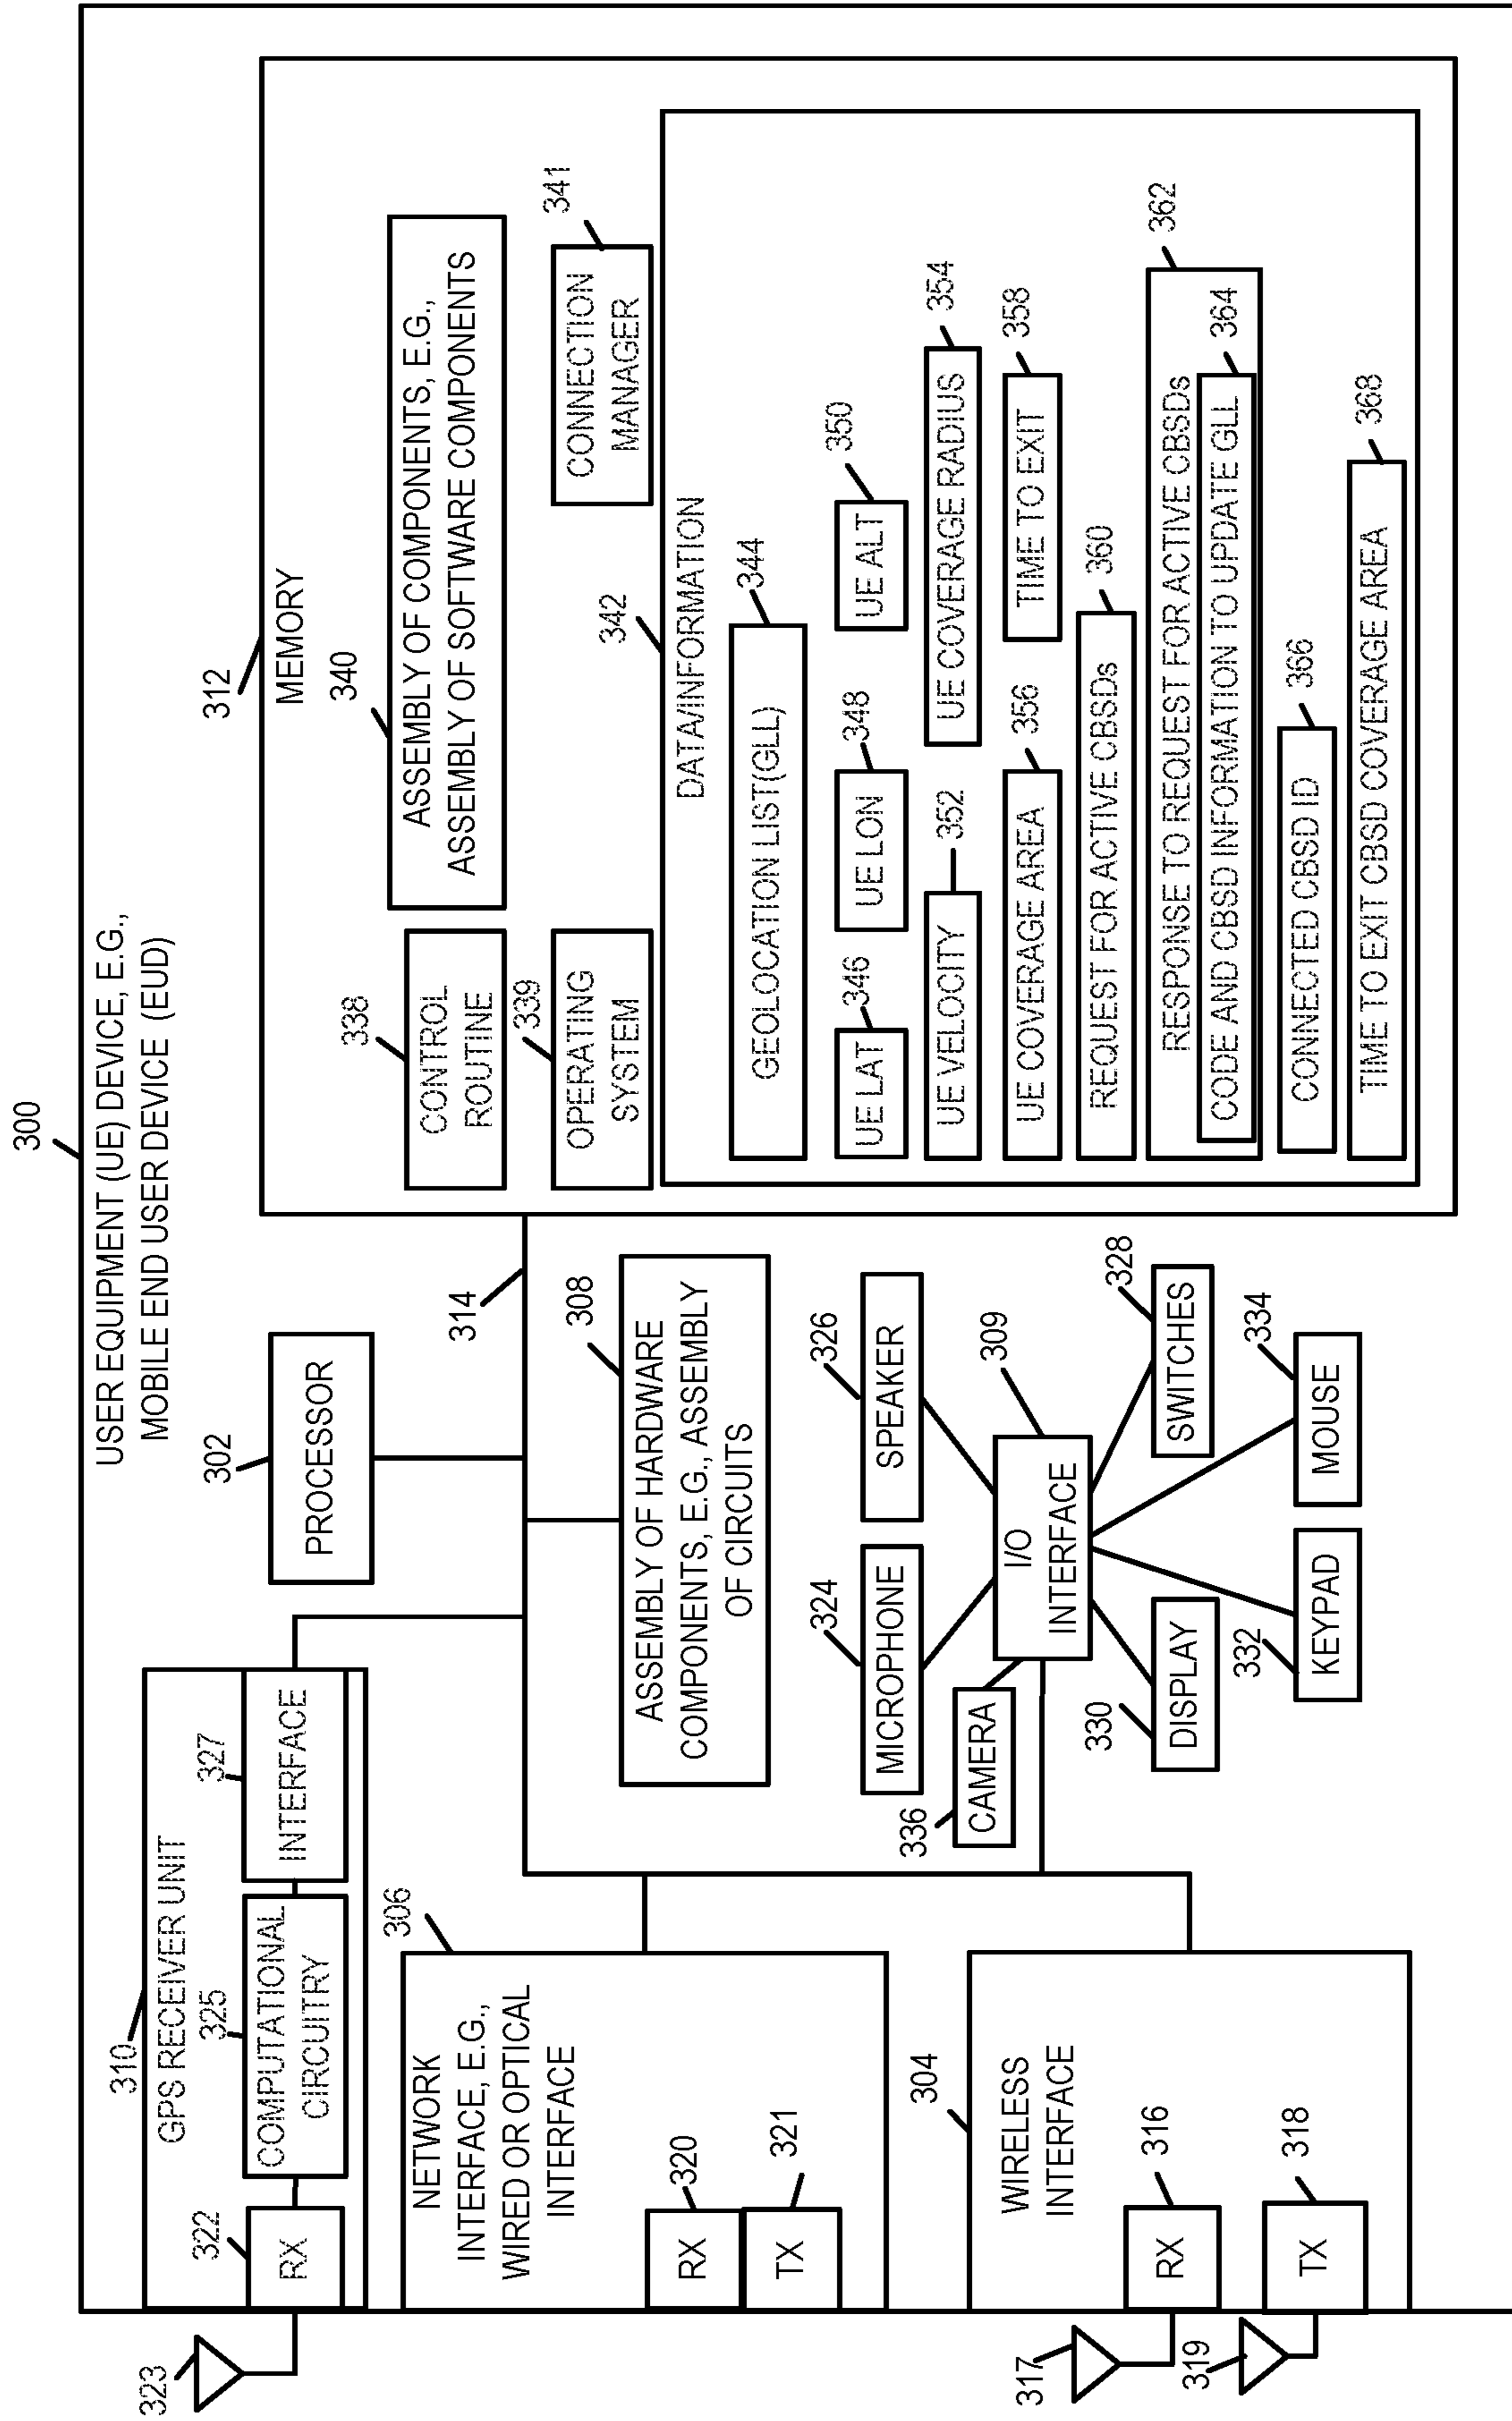 300
USER EQUIPMENT (UE) DEVICE, E.G.,
MOBILE END USER DEVICE (EUD)
310
GPS RECEIVER UNIT
322
RX
325
COMPUTATIONAL
CIRCUITRY
327
INTERFACE
323
302
PROCESSOR
306
NETWORK
INTERFACE, E.G.,
WIRED OR OPTICAL
INTERFACE
320
RX
321
TX
304
WIRELESS
INTERFACE
316
RX
318
TX
317
319
314
308
ASSEMBLY OF HARDWARE
COMPONENTS, E.G., ASSEMBLY
OF CIRCUITS
324
MICROPHONE
326
SPEAKER
336
CAMERA
309
I/O
INTERFACE
328
SWITCHES
330
DISPLAY
332
KEYPAD
334
MOUSE
312
MEMORY
338
CONTROL
ROUTINE
340
ASSEMBLY OF COMPONENTS, E.G.,
ASSEMBLY OF SOFTWARE COMPONENTS
339
OPERATING
SYSTEM
341
CONNECTION
MANAGER
342
DATA/INFORMATION
344
GEOLOCATION LIST(GLL)
346
UE LAT
348
UE LON
350
UE ALT
UE VELOCITY
352
UE COVERAGE RADIUS
354
UE COVERAGE AREA
356
TIME TO EXIT
358
REQUEST FOR ACTIVE CBSDs
360
362
RESPONSE TO REQUEST FOR ACTIVE CBSDs
CODE AND CBSD INFORMATION TO UPDATE GLL
364
CONNECTED CBSD ID
366
TIME TO EXIT CBSD COVERAGE AREA
368